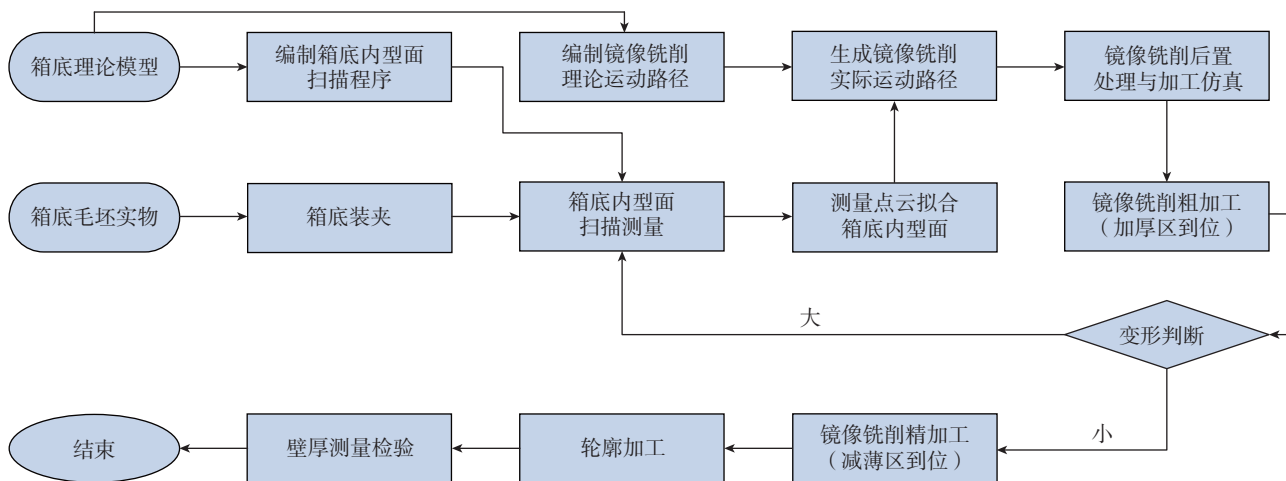 箱底理论模型
编制箱底内型面
扫描程序
编制镜像铣削
理论运动路径
生成镜像铣削
实际运动路径
镜像铣削后置
处理与加工仿真
箱底毛坯实物
箱底装夹
箱底内型面
扫描测量
测量点云拟合
箱底内型面
镜像铣削粗加工
（加厚区到位）
大
变形判断
小
结束
壁厚测量检验
轮廓加工
镜像铣削精加工
（减薄区到位）